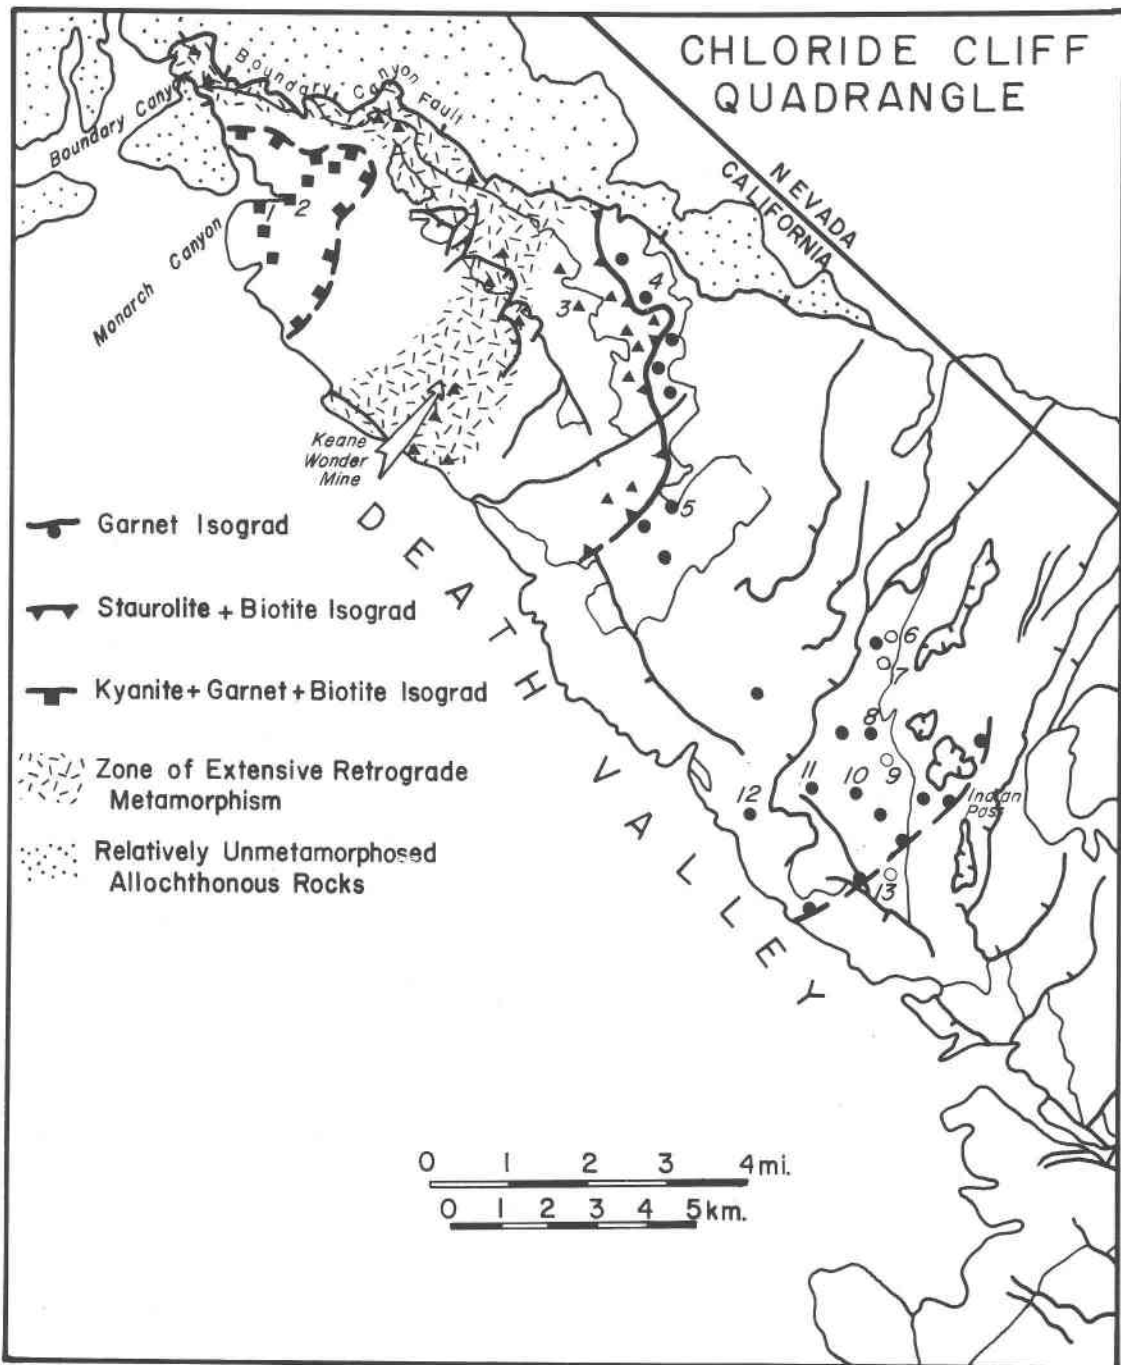 CHLORIDE CLIFF
QUADRANGLE
Boundary Canyon Fault
Boundary Canyon
NEVADA
CALIFORNIA
Monarch Canyon
1
2
3
4
Keane
Wonder
Mine
5
DEATH VALLEY
Garnet Isograd
Staurolite + Biotite Isograd
Kyanite + Garnet + Biotite Isograd
Zone of Extensive Retrograde
Metamorphism
Relatively Unmetamorphosed
Allochthonous Rocks
6
7
8
9
10
11
12
Indian
Pass
13
0 1 2 3 4 mi.
0 1 2 3 4 5 km.